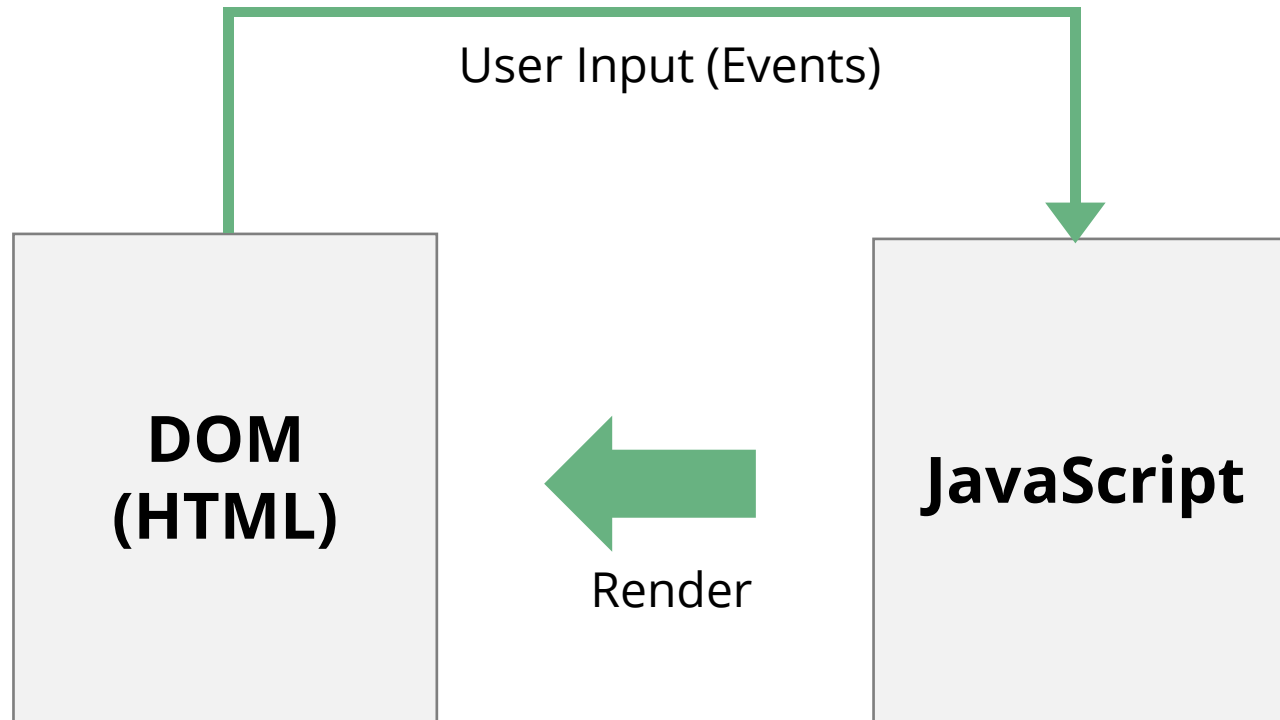 User Input (Events)
DOM
(HTML)
JavaScript
Render